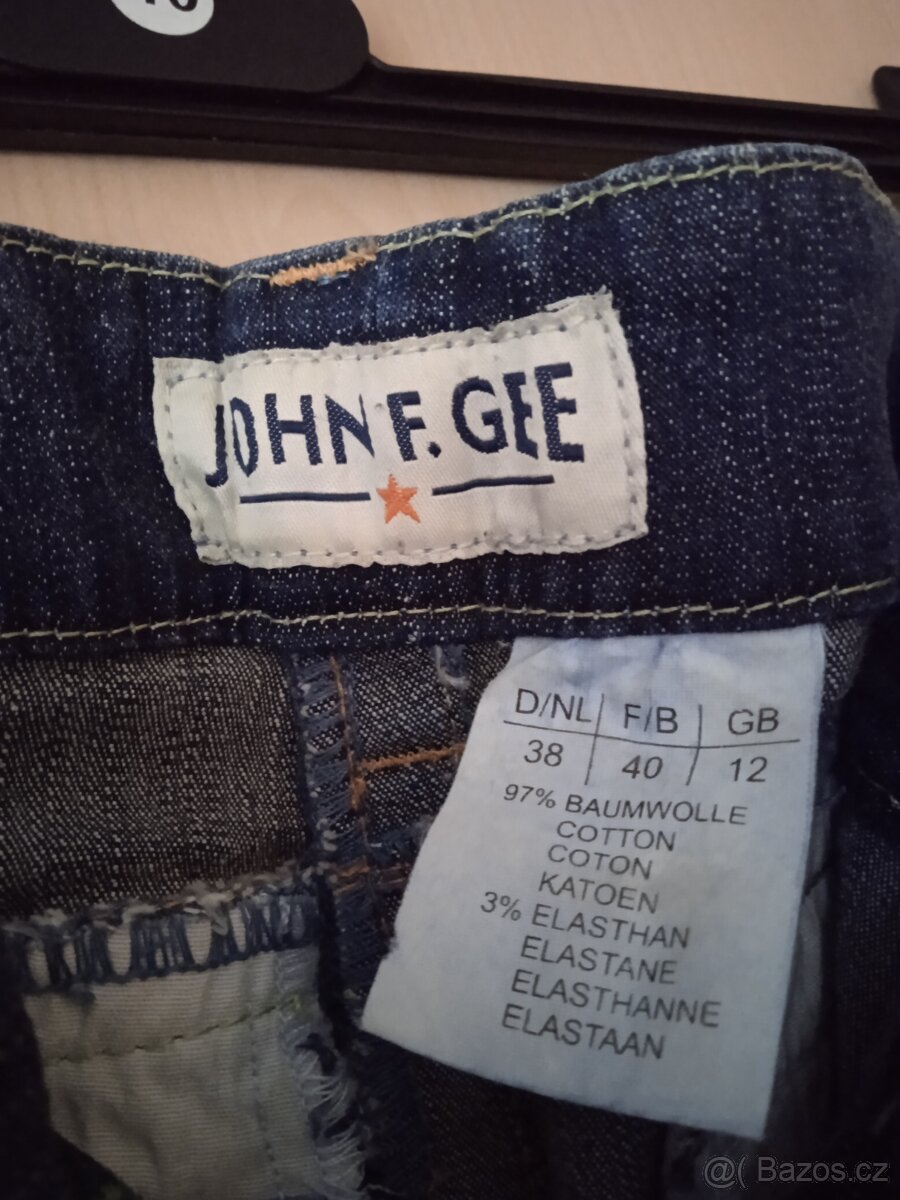 JOHN F. GEE
D/NL F/B GB
38 40 12
97% BAUMWOLLE
COTTON
COTON
KATOEN
3% ELASTHAN
ELASTANE
ELASTHANNE
ELASTAAN
@( Bazos.cz